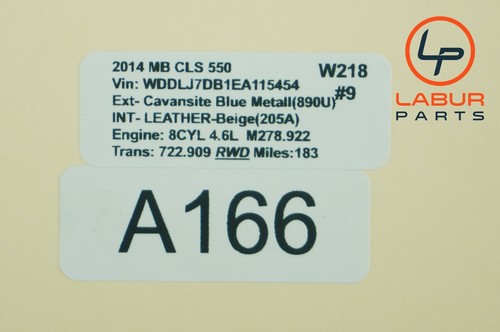 2014 MB CLS 550 W218
Vin: WDDLJ7DB1EA115454
Ext- Cavansite Blue Metall(890U) #9
INT- LEATHER-Beige(205A)
Engine: 8CYL 4.6L M278.922
Trans: 722.909 RWD Miles:183
A166
LP
LABUR
PARTS